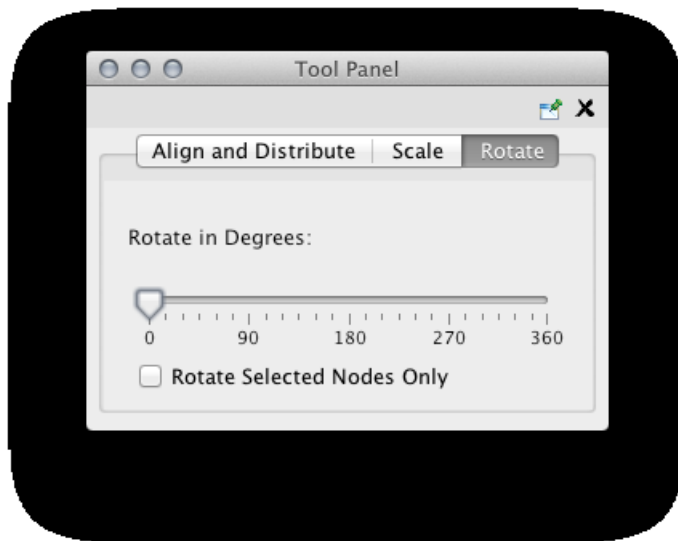 Tool Panel
Align and Distribute Scale Rotate
Rotate in Degrees:
0 90 180 270 360
Rotate Selected Nodes Only